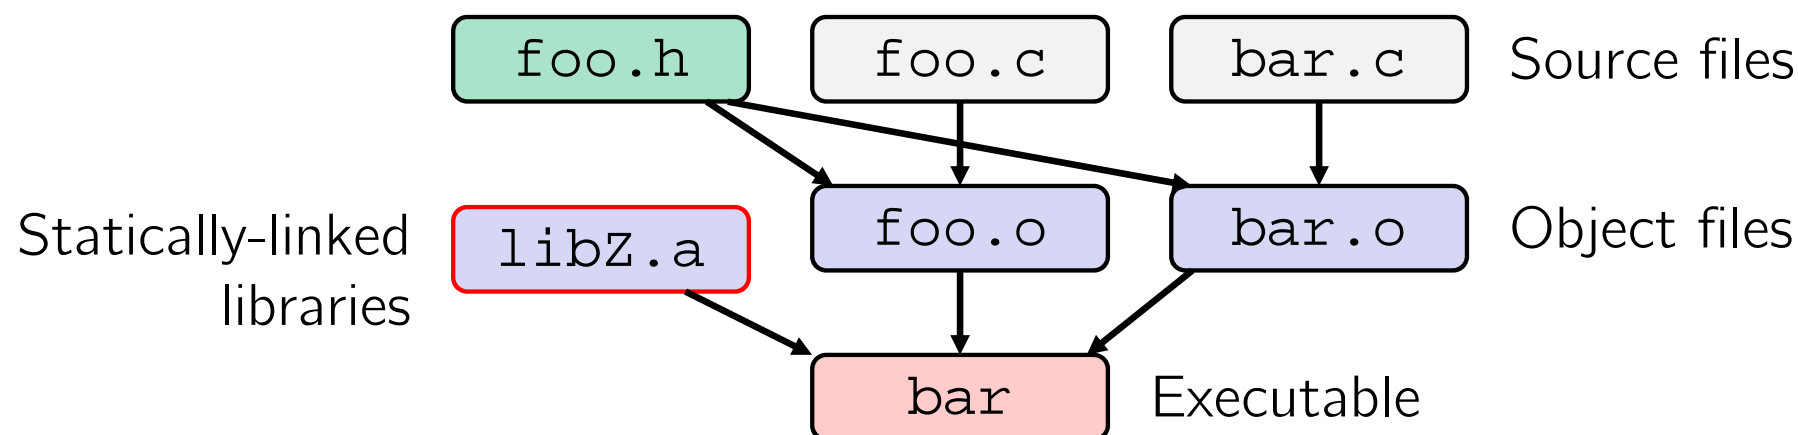 foo.h foo.c bar.c Source files
Statically-linked
libraries
libZ.a foo.o bar.o Object files
bar Executable